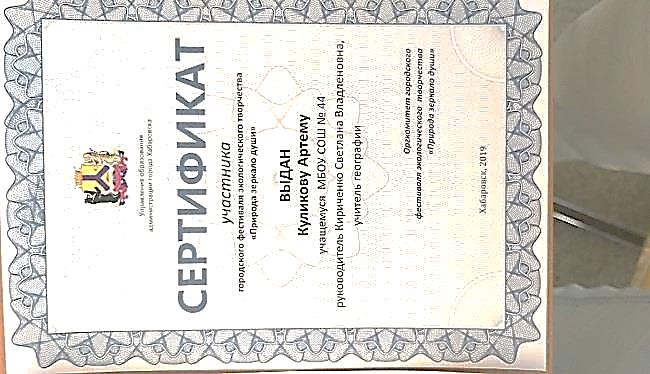 Управление образования
администрации города Хабаровска
СЕРТИФИКАТ
участника
городского фестиваля экологического творчества
«Природа зеркало души»
ВЫДАН
Куликову Артему
учащемуся МБОУ СОШ № 44
руководитель Кириченко Светлана Владленовна,
учитель географии
Оргкомитет городского
фестиваля экологического творчества
«Природа зеркало души»
Хабаровск, 2019